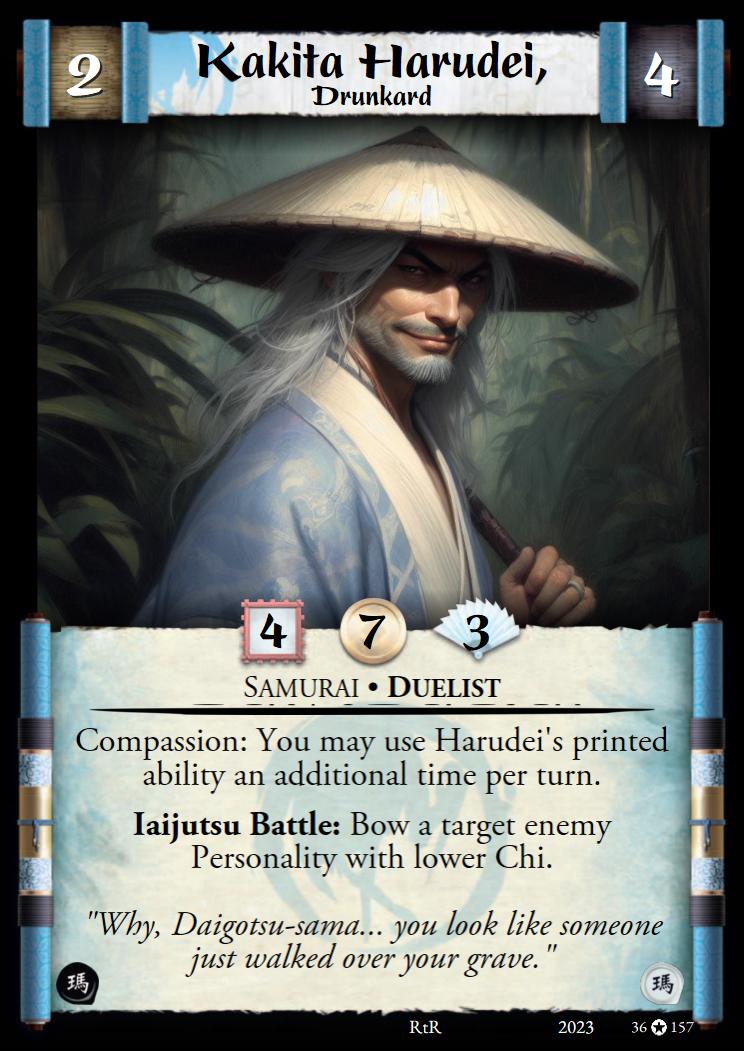 2
Kakita Harudei,
4
Drunkard
4
7
3
Samurai • Duelist
Compassion: You may use Harudei's printed
ability an additional time per turn.
Iaijutsu Battle: Bow a target enemy
Personality with lower Chi.
"Why, Daigotsu-sama... you look like someone
just walked over your grave."
瑪
瑪
RtR
2023
36 ✪ 157